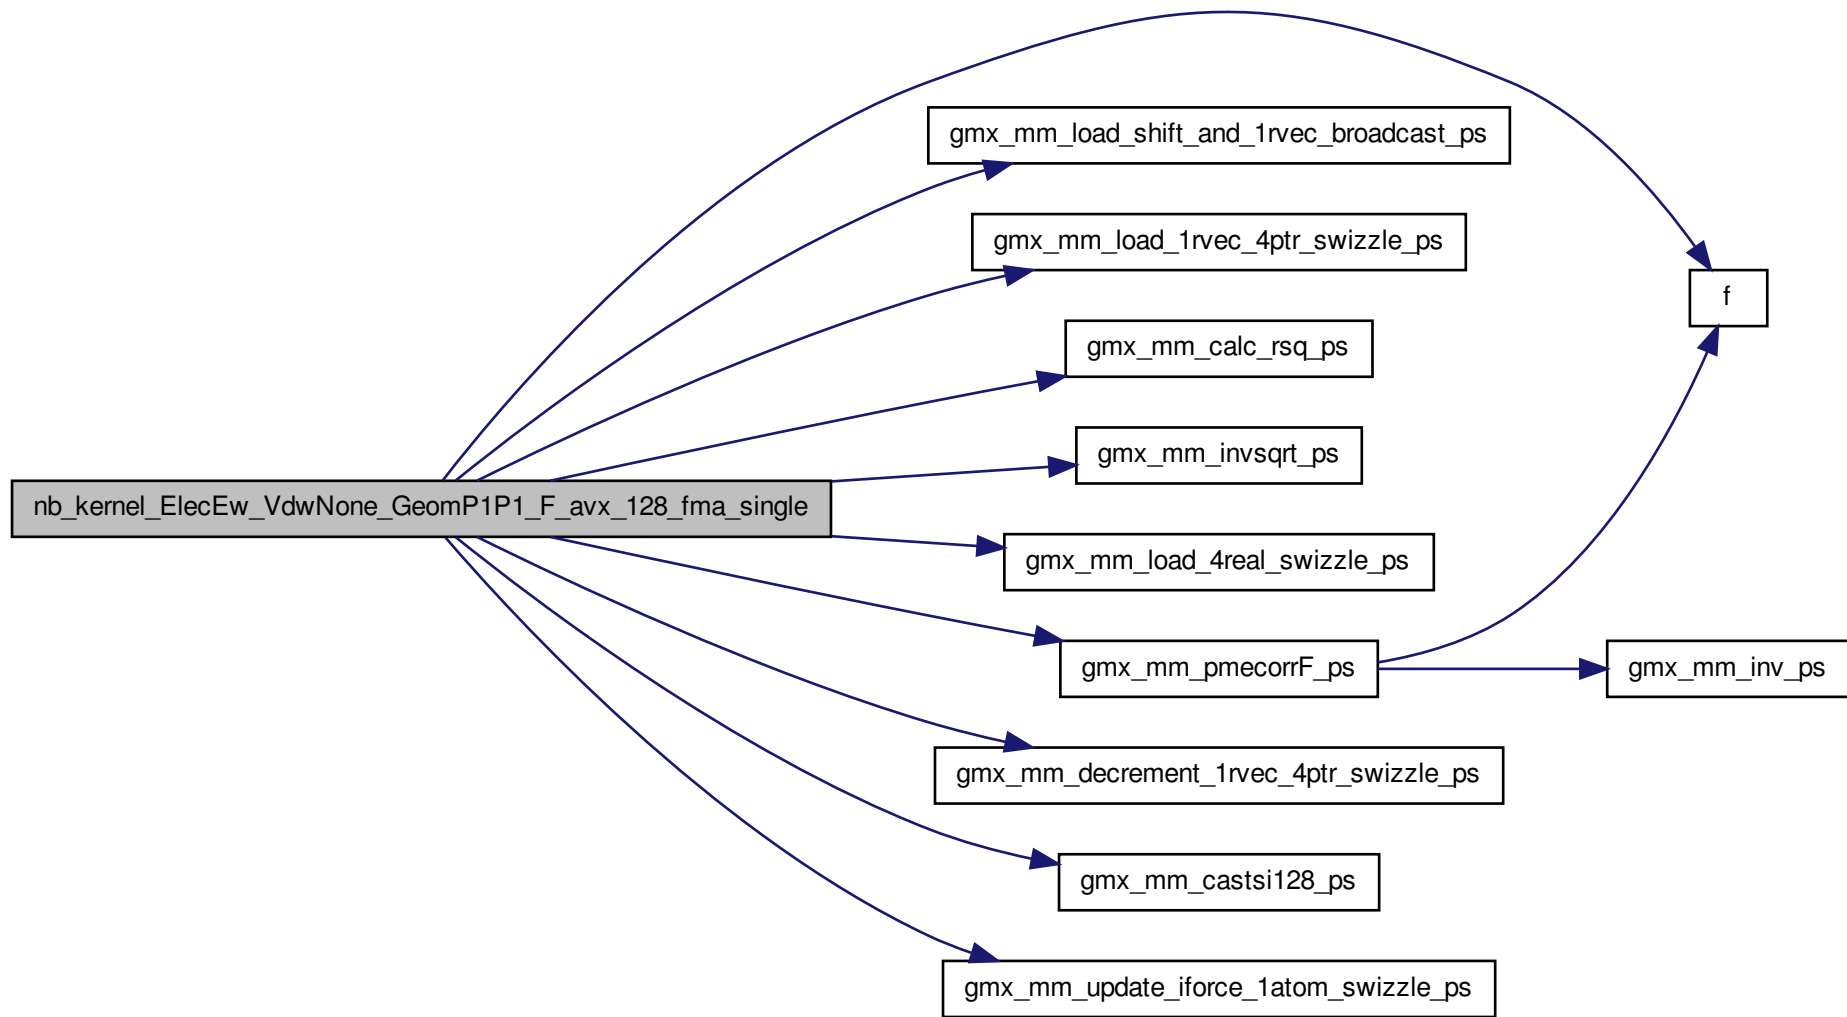 gmx_mm_load_shift_and_1rvec_broadcast_ps
gmx_mm_load_1rvec_4ptr_swizzle_ps
f
gmx_mm_calc_rsq_ps
gmx_mm_invsqrt_ps
nb_kernel_ElecEw_VdwNone_GeomP1P1_F_avx_128_fma_single
gmx_mm_load_4real_swizzle_ps
gmx_mm_pmecorrF_ps
gmx_mm_inv_ps
gmx_mm_decrement_1rvec_4ptr_swizzle_ps
gmx_mm_castsi128_ps
gmx_mm_update_iforce_1atom_swizzle_ps